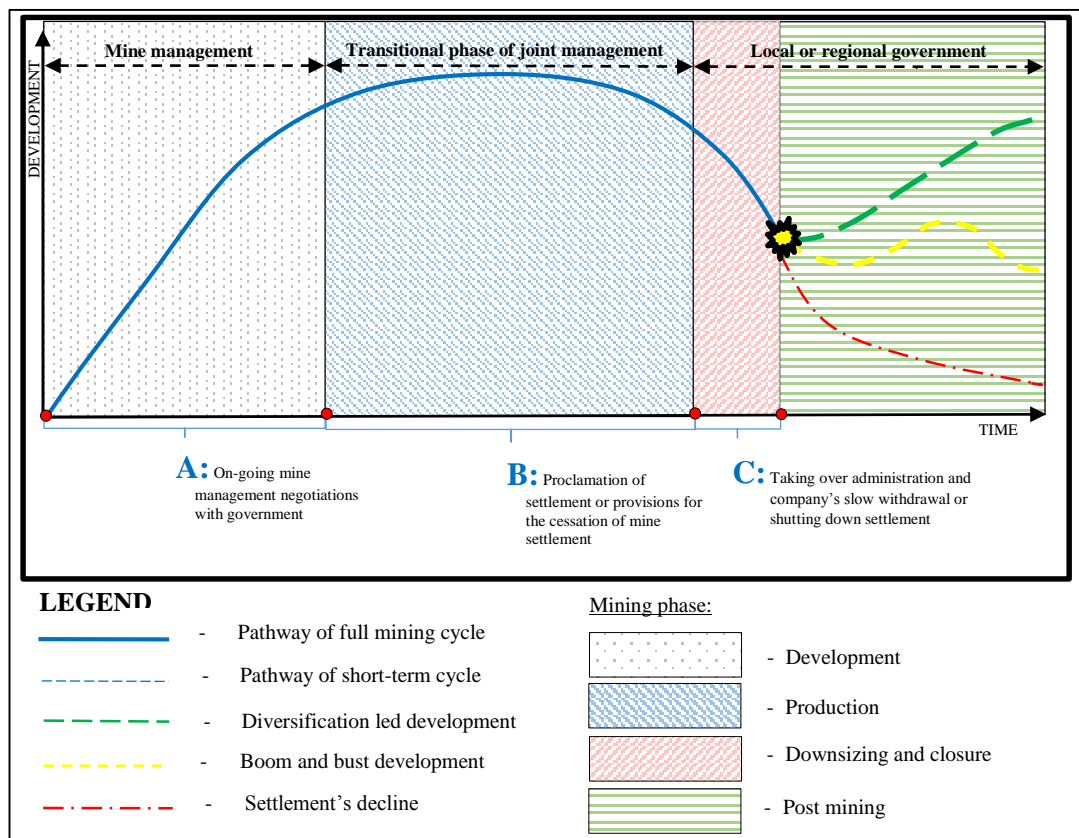 Mine management
Transitional phase of joint management
Local or regional government
DEVELOPMENT
TIME
A: On-going mine
management negotiations
with government
B: Proclamation of
settlement or provisions for
the cessation of mine
settlement
C: Taking over administration and
company's slow withdrawal or
shutting down settlement
LEGEND
- Pathway of full mining cycle
- Pathway of short-term cycle
- Diversification led development
- Boom and bust development
- Settlement's decline
Mining phase:
- Development
- Production
- Downsizing and closure
- Post mining